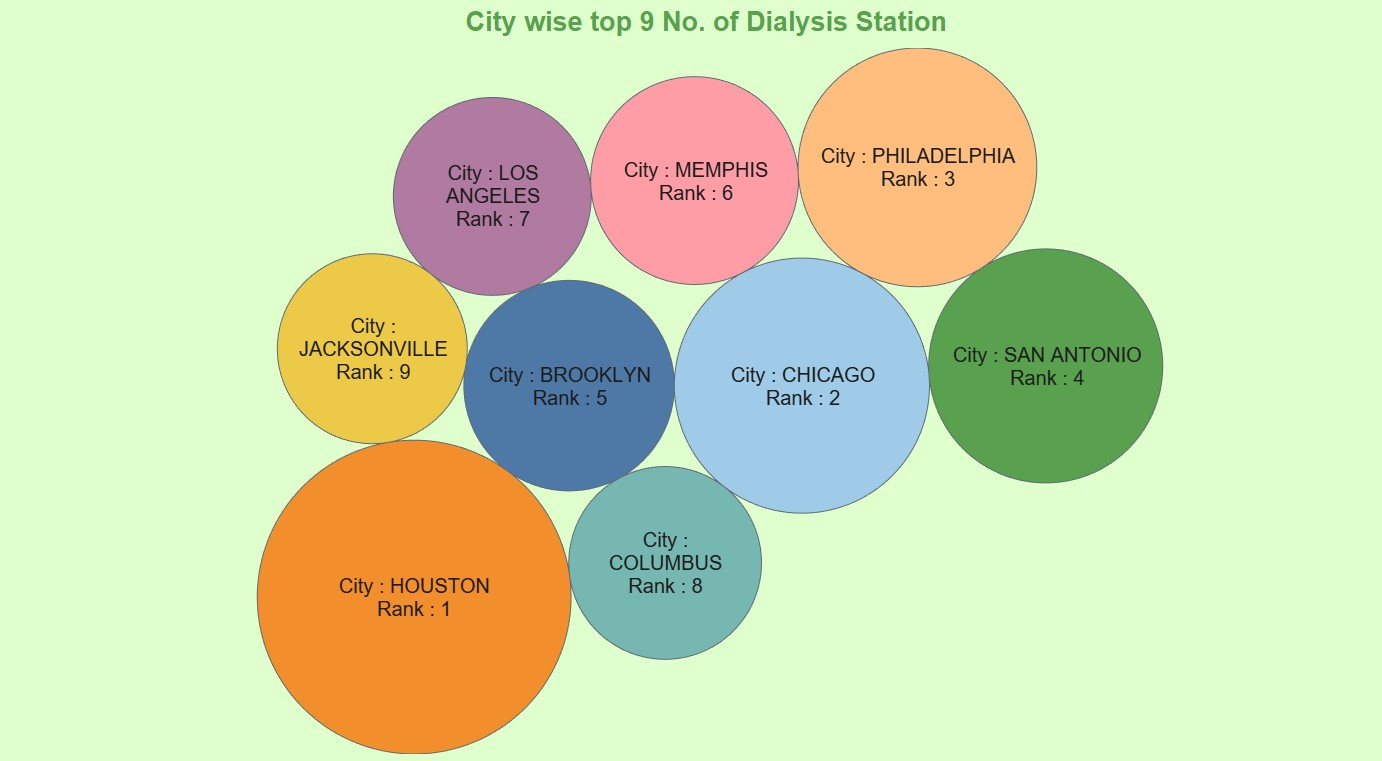 City wise top 9 No. of Dialysis Station
City : LOS
ANGELES
Rank : 7
City : MEMPHIS
Rank : 6
City : PHILADELPHIA
Rank : 3
City :
JACKSONVILLE
Rank : 9
City : BROOKLYN
Rank : 5
City : CHICAGO
Rank : 2
City : SAN ANTONIO
Rank : 4
City : HOUSTON
Rank : 1
City :
COLUMBUS
Rank : 8